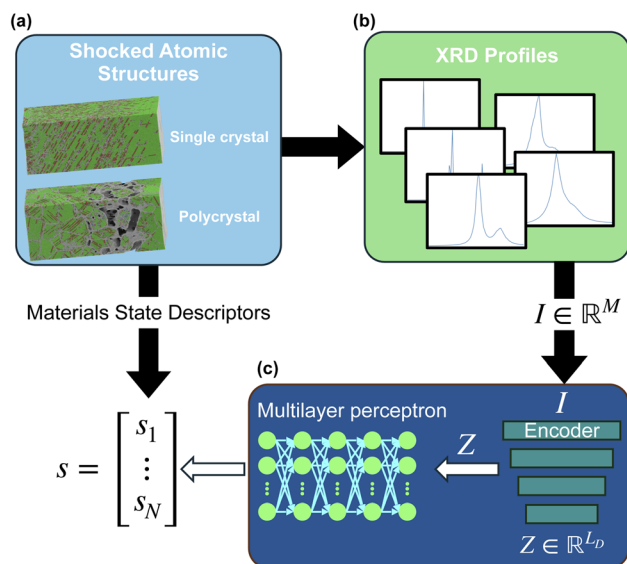 (a)
Shocked Atomic
Structures
Single crystal
Polycrystal
(b)
XRD Profiles
Materials State Descriptors
I ∈ ℝ^M
(c)
Multilayer perceptron
I
Encoder
Z
Z ∈ ℝ^{L_D}
s = [s_1 ⋮ s_N]